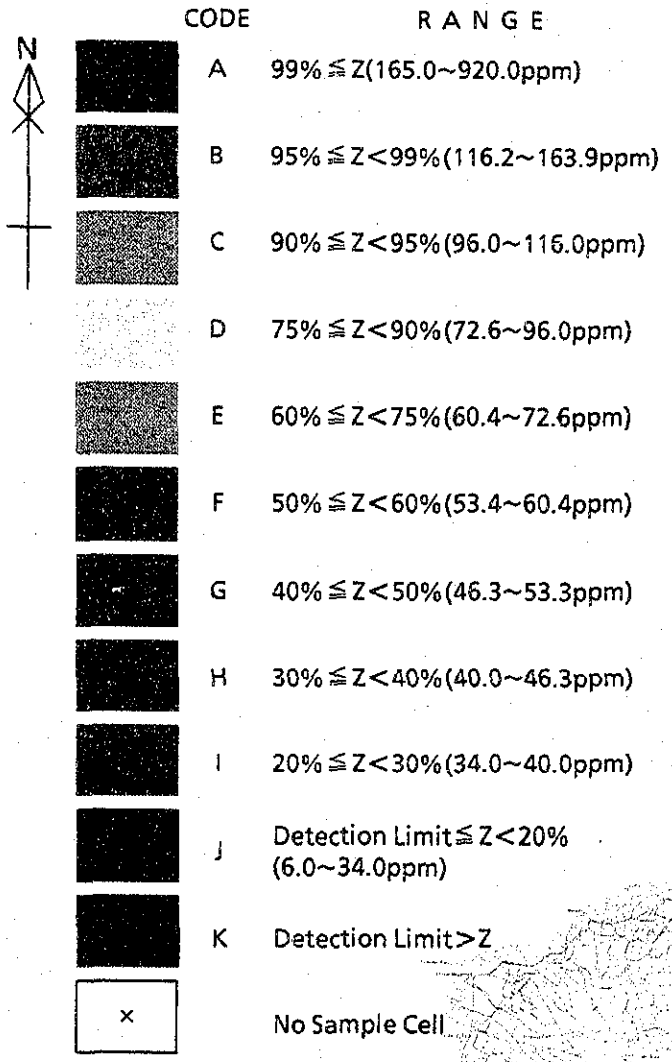 CODE RANGE
N
A 99%≦Z(165.0~920.0ppm)
B 95%≦Z<99%(116.2~163.9ppm)
C 90%≦Z<95%(96.0~116.0ppm)
D 75%≦Z<90%(72.6~96.0ppm)
E 60%≦Z<75%(60.4~72.6ppm)
F 50%≦Z<60%(53.4~60.4ppm)
G 40%≦Z<50%(46.3~53.3ppm)
H 30%≦Z<40%(40.0~46.3ppm)
I 20%≦Z<30%(34.0~40.0ppm)
J Detection Limit≦Z<20%
(6.0~34.0ppm)
K Detection Limit>Z
× No Sample Cell